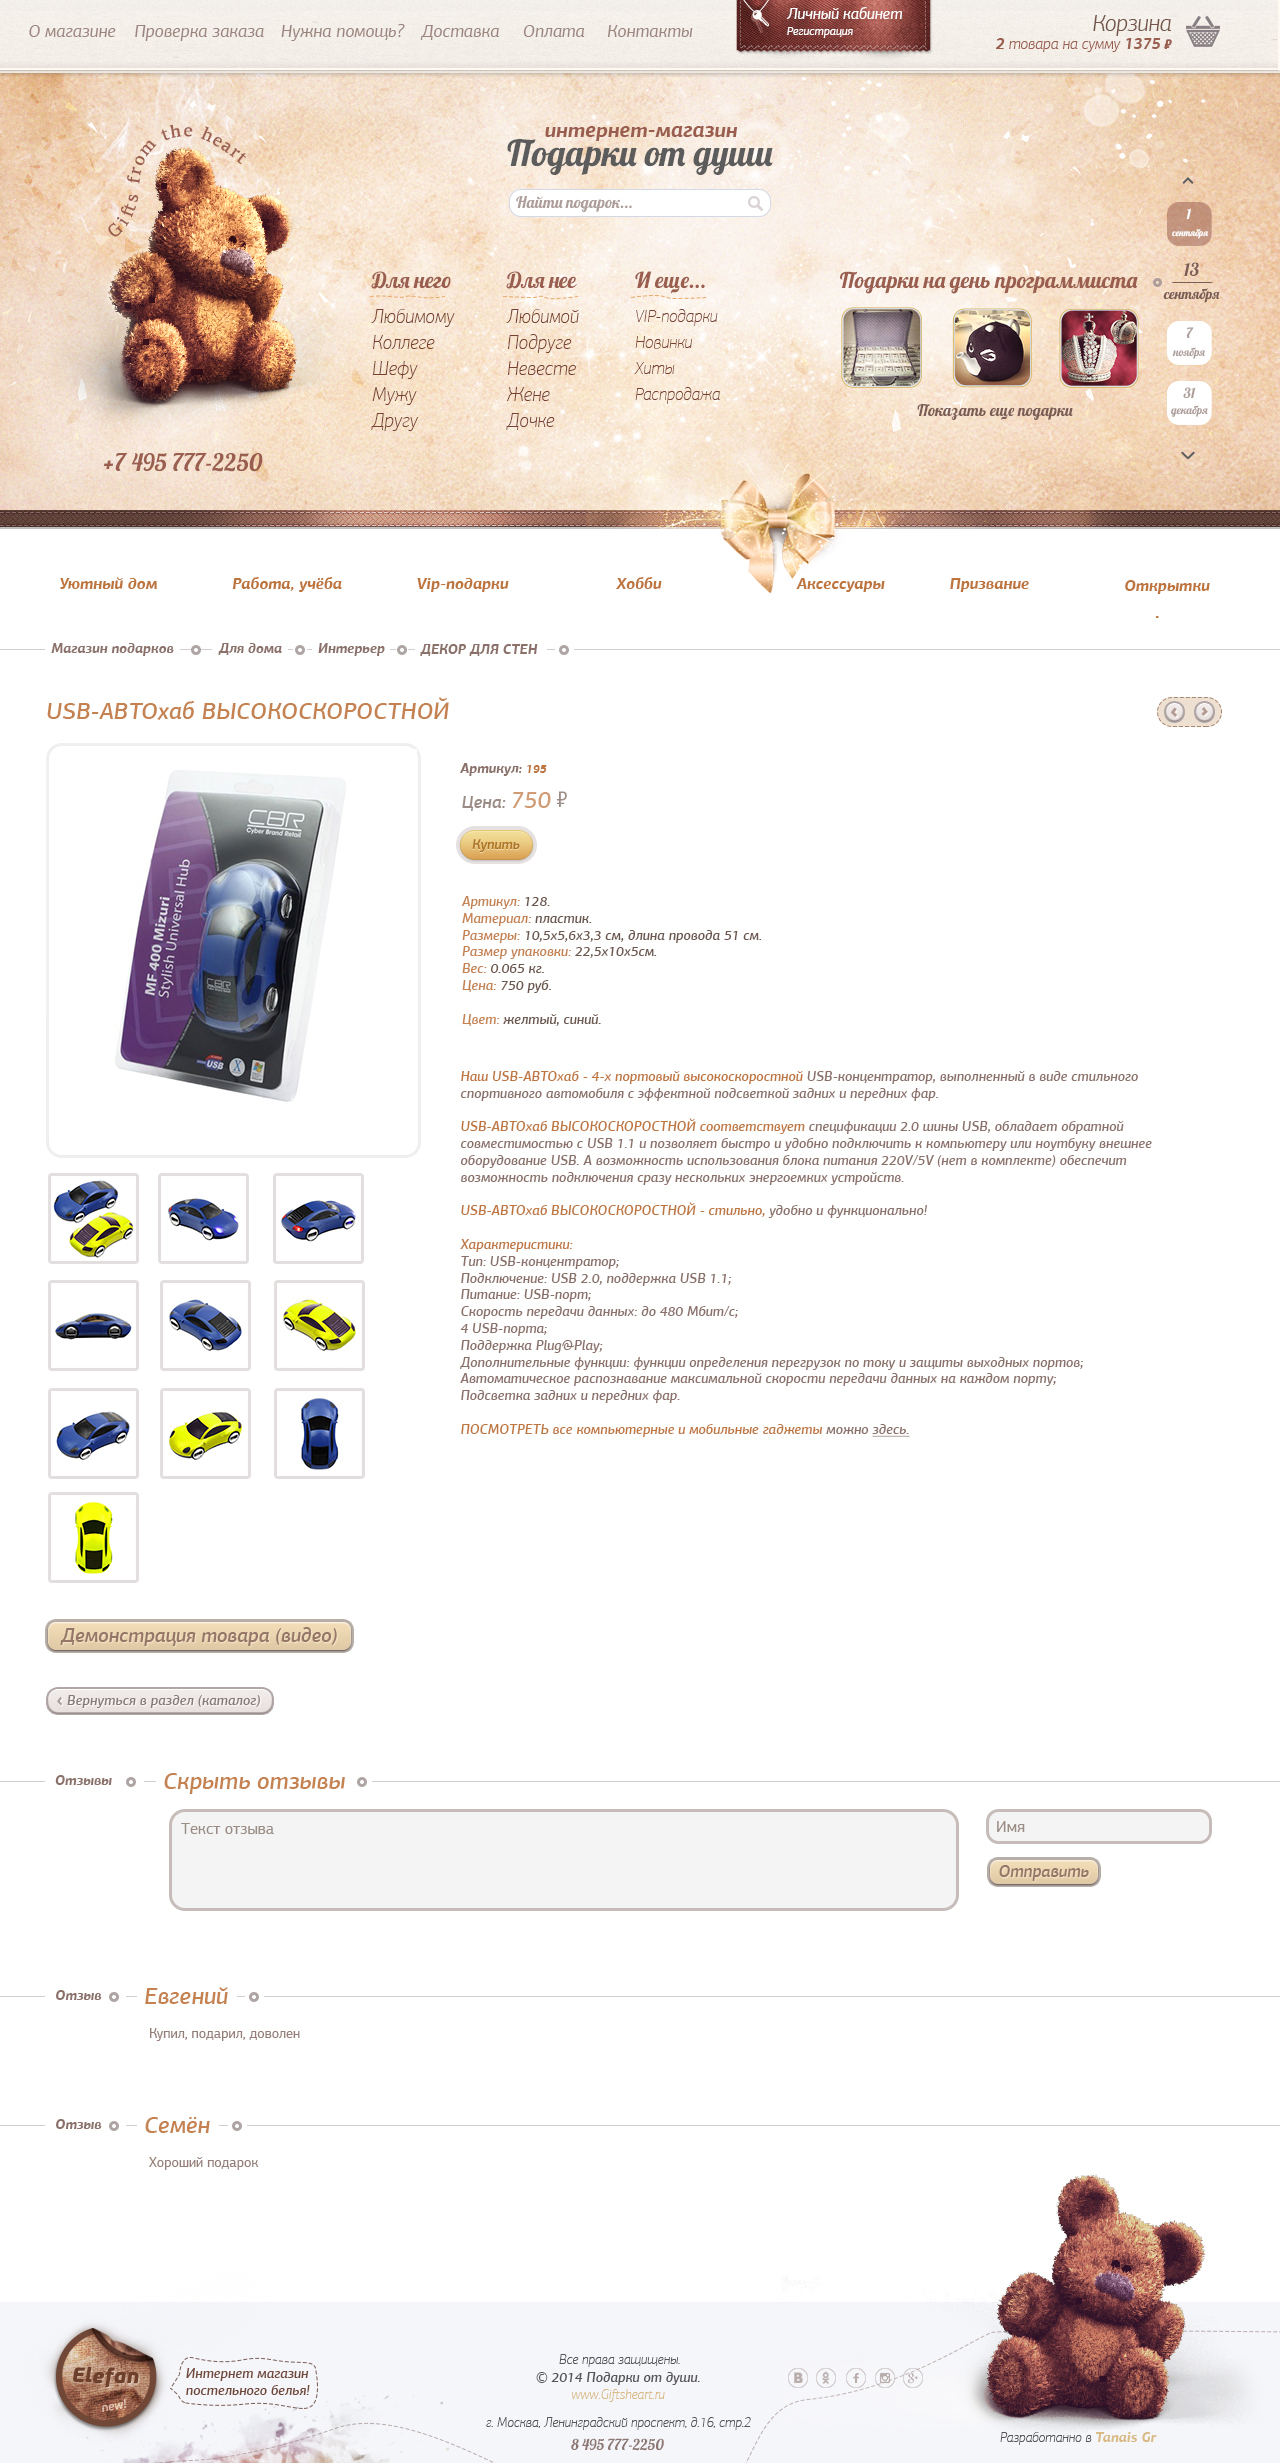 О магазине Проверка заказа Нужна помощь? Доставка Оплата Контакты
Личный кабинет
Регистрация
Корзина
2 товара на сумму 1375 ₽
Gifts from the heart
интернет-магазин
Подарки от души
Найти подарок...
+7 495 777-2250
Для него
Любимому
Коллеге
Шефу
Мужу
Другу
Для нее
Любимой
Подруге
Невесте
Жене
Дочке
И еще...
VIP-подарки
Новинки
Хиты
Распродажа
Подарки на день программиста
Показать еще подарки
1
сентября
13
сентября
7
ноября
31
декабря
Уютный дом Работа, учёба Vip-подарки Хобби Аксессуары Призвание Открытки
.
Магазин подарков Для дома Интерьер ДЕКОР ДЛЯ СТЕН
USB-АВТОхаб ВЫСОКОСКОРОСТНОЙ
CBR
Cyber Brand Retail
MF 400 Mizuri
Stylish Universal Hub
CBR
USB
Артикул: 195
Цена: 750 ₽
Купить
Артикул: 128.
Материал: пластик.
Размеры: 10,5х5,6х3,3 см, длина провода 51 см.
Размер упаковки: 22,5х10х5см.
Вес: 0.065 кг.
Цена: 750 руб.
Цвет: желтый, синий.
Наш USB-АВТОхаб - 4-х портовый высокоскоростной USB-концентратор, выполненный в виде стильного
спортивного автомобиля с эффектной подсветкой задних и передних фар.
USB-АВТОхаб ВЫСОКОСКОРОСТНОЙ соответствует спецификации 2.0 шины USB, обладает обратной
совместимостью с USB 1.1 и позволяет быстро и удобно подключить к компьютеру или ноутбуку внешнее
оборудование USB. А возможность использования блока питания 220V/5V (нет в комплекте) обеспечит
возможность подключения сразу нескольких энергоемких устройств.
USB-АВТОхаб ВЫСОКОСКОРОСТНОЙ - стильно, удобно и функционально!
Характеристики:
Тип: USB-концентратор;
Подключение: USB 2.0, поддержка USB 1.1;
Питание: USB-порт;
Скорость передачи данных: до 480 Мбит/с;
4 USB-порта;
Поддержка Plug&Play;
Дополнительные функции: функции определения перегрузок по току и защиты выходных портов;
Автоматическое распознавание максимальной скорости передачи данных на каждом порту;
Подсветка задних и передних фар.
ПОСМОТРЕТЬ все компьютерные и мобильные гаджеты можно здесь.
Демонстрация товара (видео)
‹ Вернуться в раздел (каталог)
Отзывы Скрыть отзывы
Текст отзыва
Имя
Отправить
Отзыв Евгений
Купил, подарил, доволен
Отзыв Семён
Хороший подарок
Elefan
new!
Интернет магазин
постельного белья!
Все права защищены.
© 2014 Подарки от души.
www.Giftsheart.ru
г. Москва, Ленинградский проспект, д.16, стр.2
8 495 777-2250
Разработанно в Tanais Gr